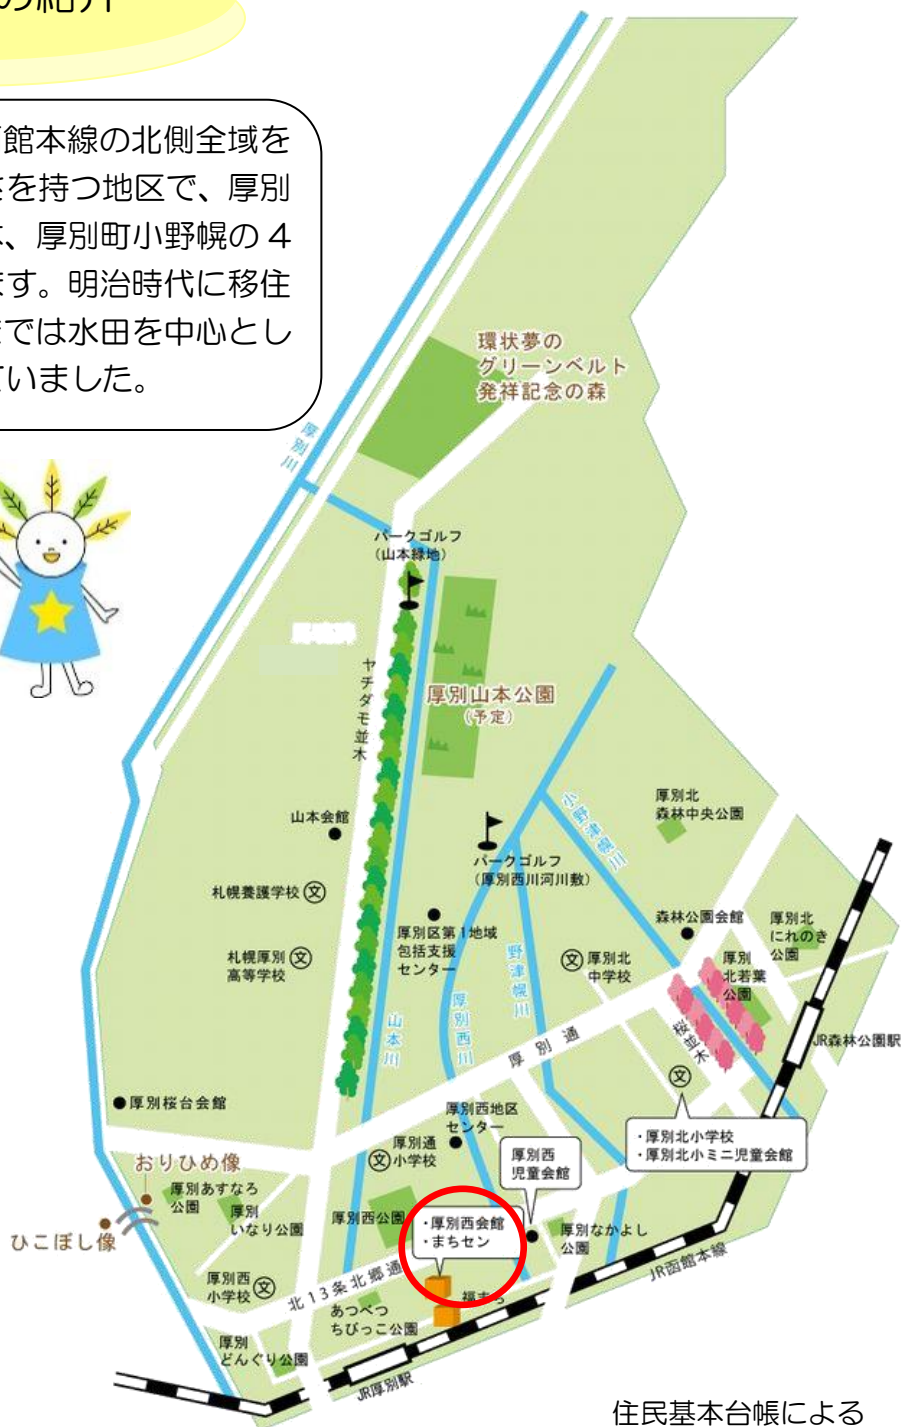 の紹介
館本線の北側全域を
を持つ地区で、厚別
、厚別町小野幌の4
ます。明治時代に移住
では水田を中心とし
ていました。
環状夢の
グリーンベルト
発祥記念の森
厚別川
パークゴルフ
(山本緑地)
ヤチダモ並木
厚別山本公園
(予定)
山本会館
厚別北
森林中央公園
小野津幌川
パークゴルフ
(厚別西川河川敷)
札幌養護学校 文
厚別区第1地域
包括支援
センター
森林公園会館
厚別北
にれのき
公園
札幌厚別
高等学校 文
野津幌川
文 厚別北
中学校
厚別
北若葉
公園
山本川
厚別西川
厚別通
桜並木
JR森林公園駅
文
厚別桜台会館
厚別西地区
センター
・厚別北小学校
・厚別北小ミニ児童会館
厚別通
文 小学校
厚別西
児童会館
おりひめ像
厚別あすなろ
公園
厚別
いなり公園
厚別西公園
・厚別西会館
・まちセン
厚別なかよし
公園
ひこぼし像
JR函館本線
厚別西
小学校 文
北13条北郷通
福まち
あつべつ
ちびっこ公園
厚別
どんぐり公園
JR厚別駅
住民基本台帳による